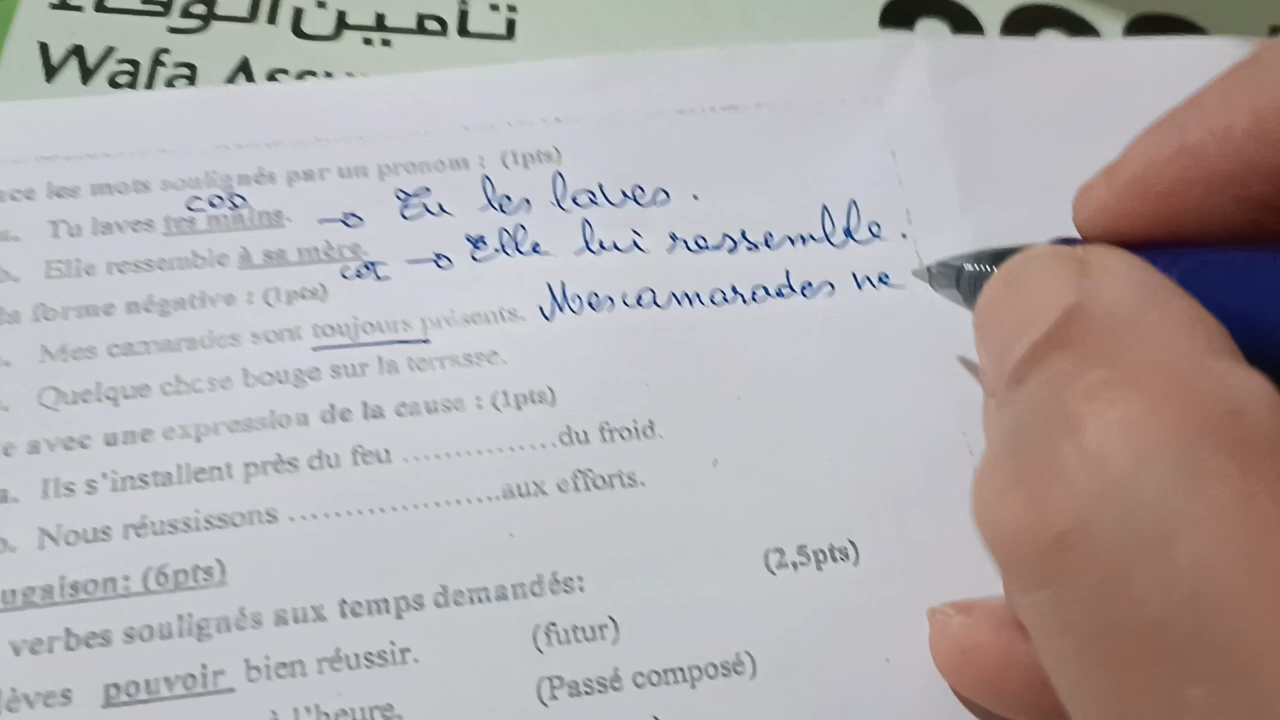 تأمين الوفاء
Wafa Assu
ace les mots soulignés par un pronom : (1pts)
COD
a. Tu laves tes mains. → Tu les laves.
b. Elle ressemble à sa mère. → Elle lui ressemble.
COI
la forme négative : (1pts)
. Mes camarades sont toujours présents. Mes camarades ne
. Quelque chose bouge sur la terrasse.
e avec une expression de la cause : (1pts)
a. Ils s'installent près du feu ..............du froid.
b. Nous réussissons ....................aux efforts.
ugaison: (6pts)
(2,5pts)
verbes soulignés aux temps demandés:
lèves pouvoir bien réussir. (futur)
à l'heure. (Passé composé)